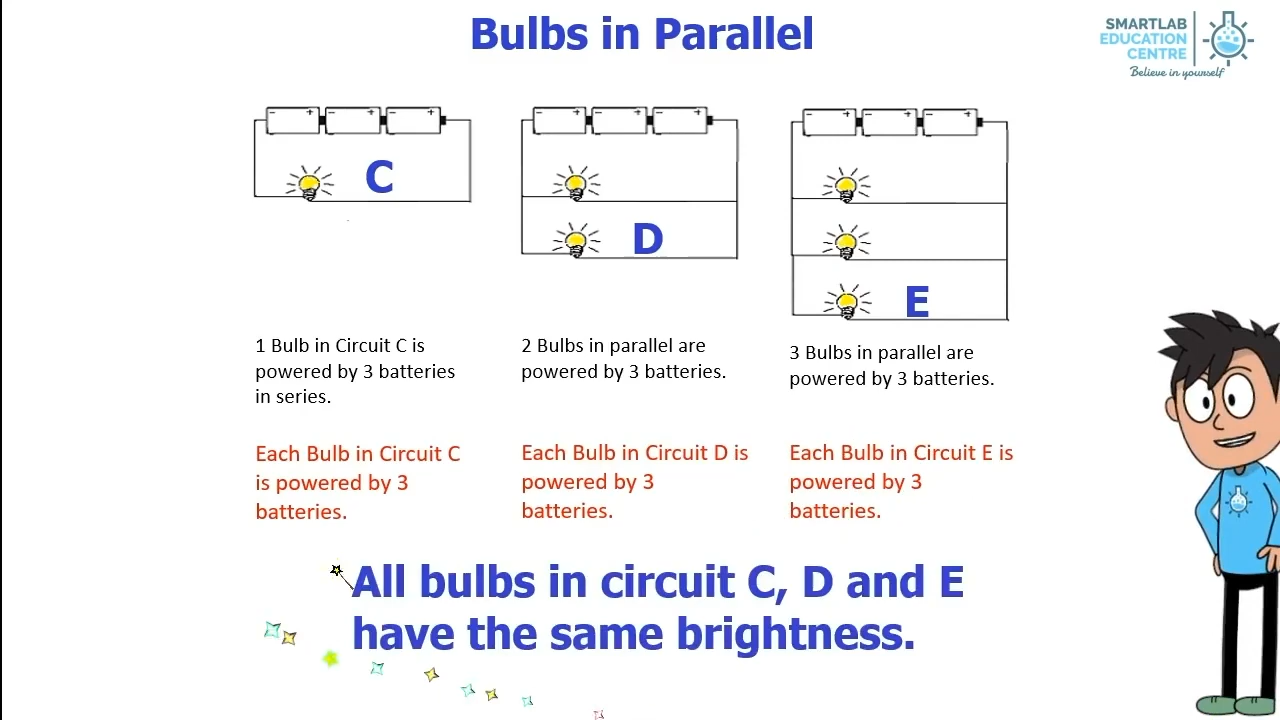 Bulbs in Parallel
SMARTLAB
EDUCATION
CENTRE
Believe in yourself
- + - + - +
- + - + - +
- + - + - +
C
D
E
1 Bulb in Circuit C is
powered by 3 batteries
in series.
2 Bulbs in parallel are
powered by 3 batteries.
3 Bulbs in parallel are
powered by 3 batteries.
Each Bulb in Circuit C
is powered by 3
batteries.
Each Bulb in Circuit D is
powered by 3
batteries.
Each Bulb in Circuit E is
powered by 3
batteries.
All bulbs in circuit C, D and E
have the same brightness.